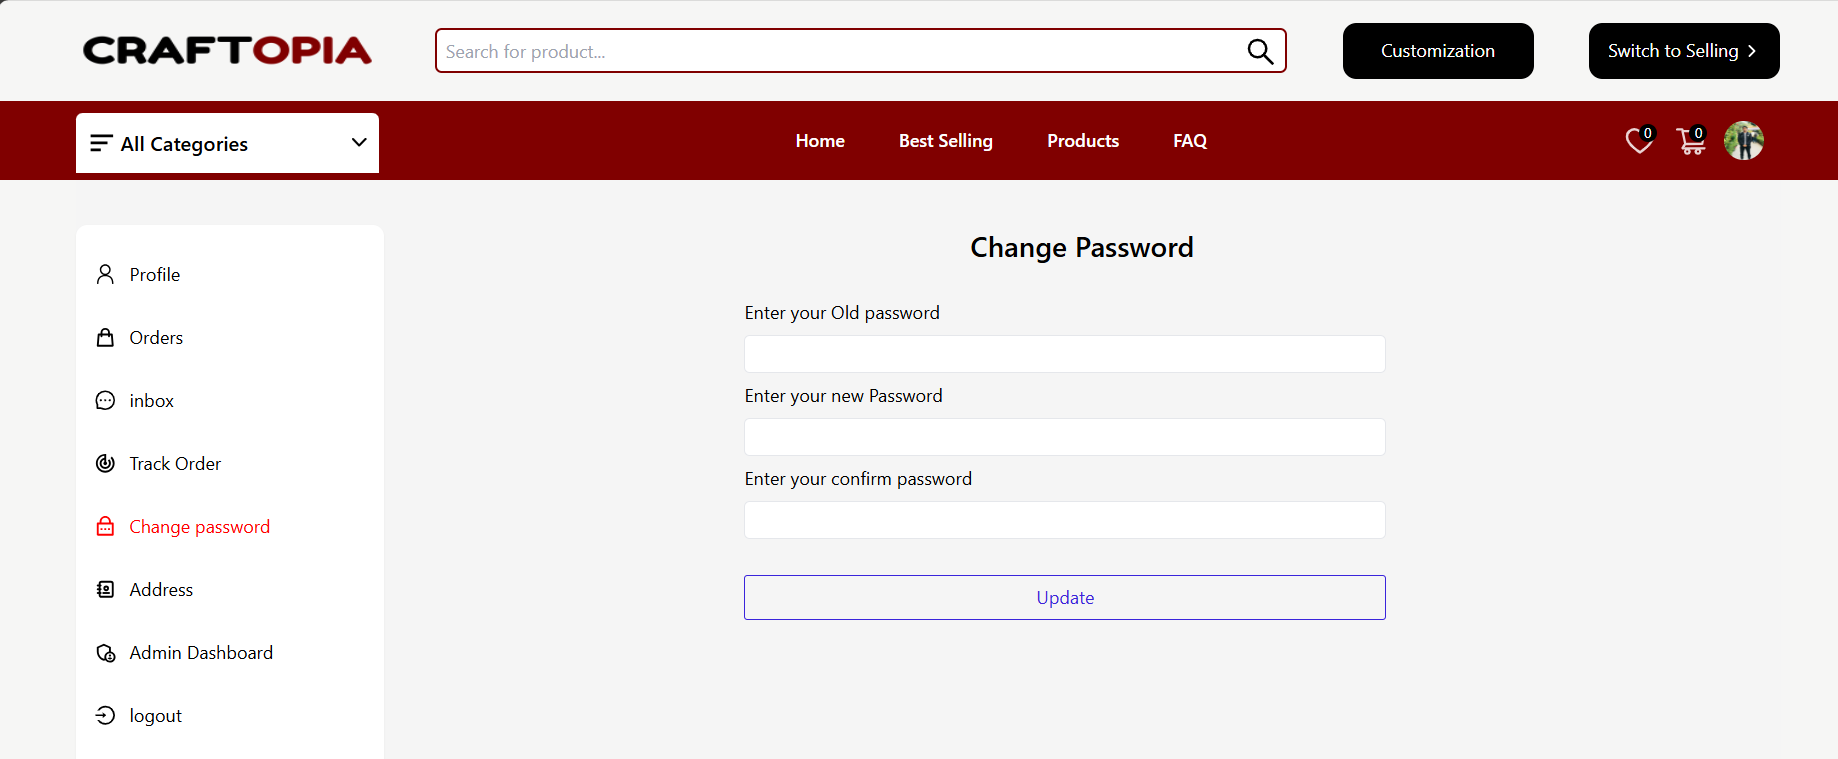 CRAFTOPIA
Search for product...
Customization
Switch to Selling
All Categories
Home
Best Selling
Products
FAQ
0
0
Profile
Orders
inbox
Track Order
Change password
Address
Admin Dashboard
logout
Change Password
Enter your Old password
Enter your new Password
Enter your confirm password
Update